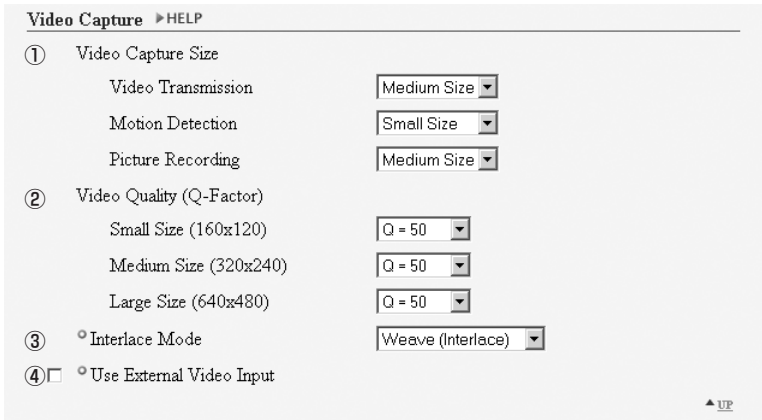 Video Capture ▶HELP
① Video Capture Size
Video Transmission Medium Size
Motion Detection Small Size
Picture Recording Medium Size
② Video Quality (Q-Factor)
Small Size (160x120) Q = 50
Medium Size (320x240) Q = 50
Large Size (640x480) Q = 50
③ Interlace Mode Weave (Interlace)
④ Use External Video Input
▲UP